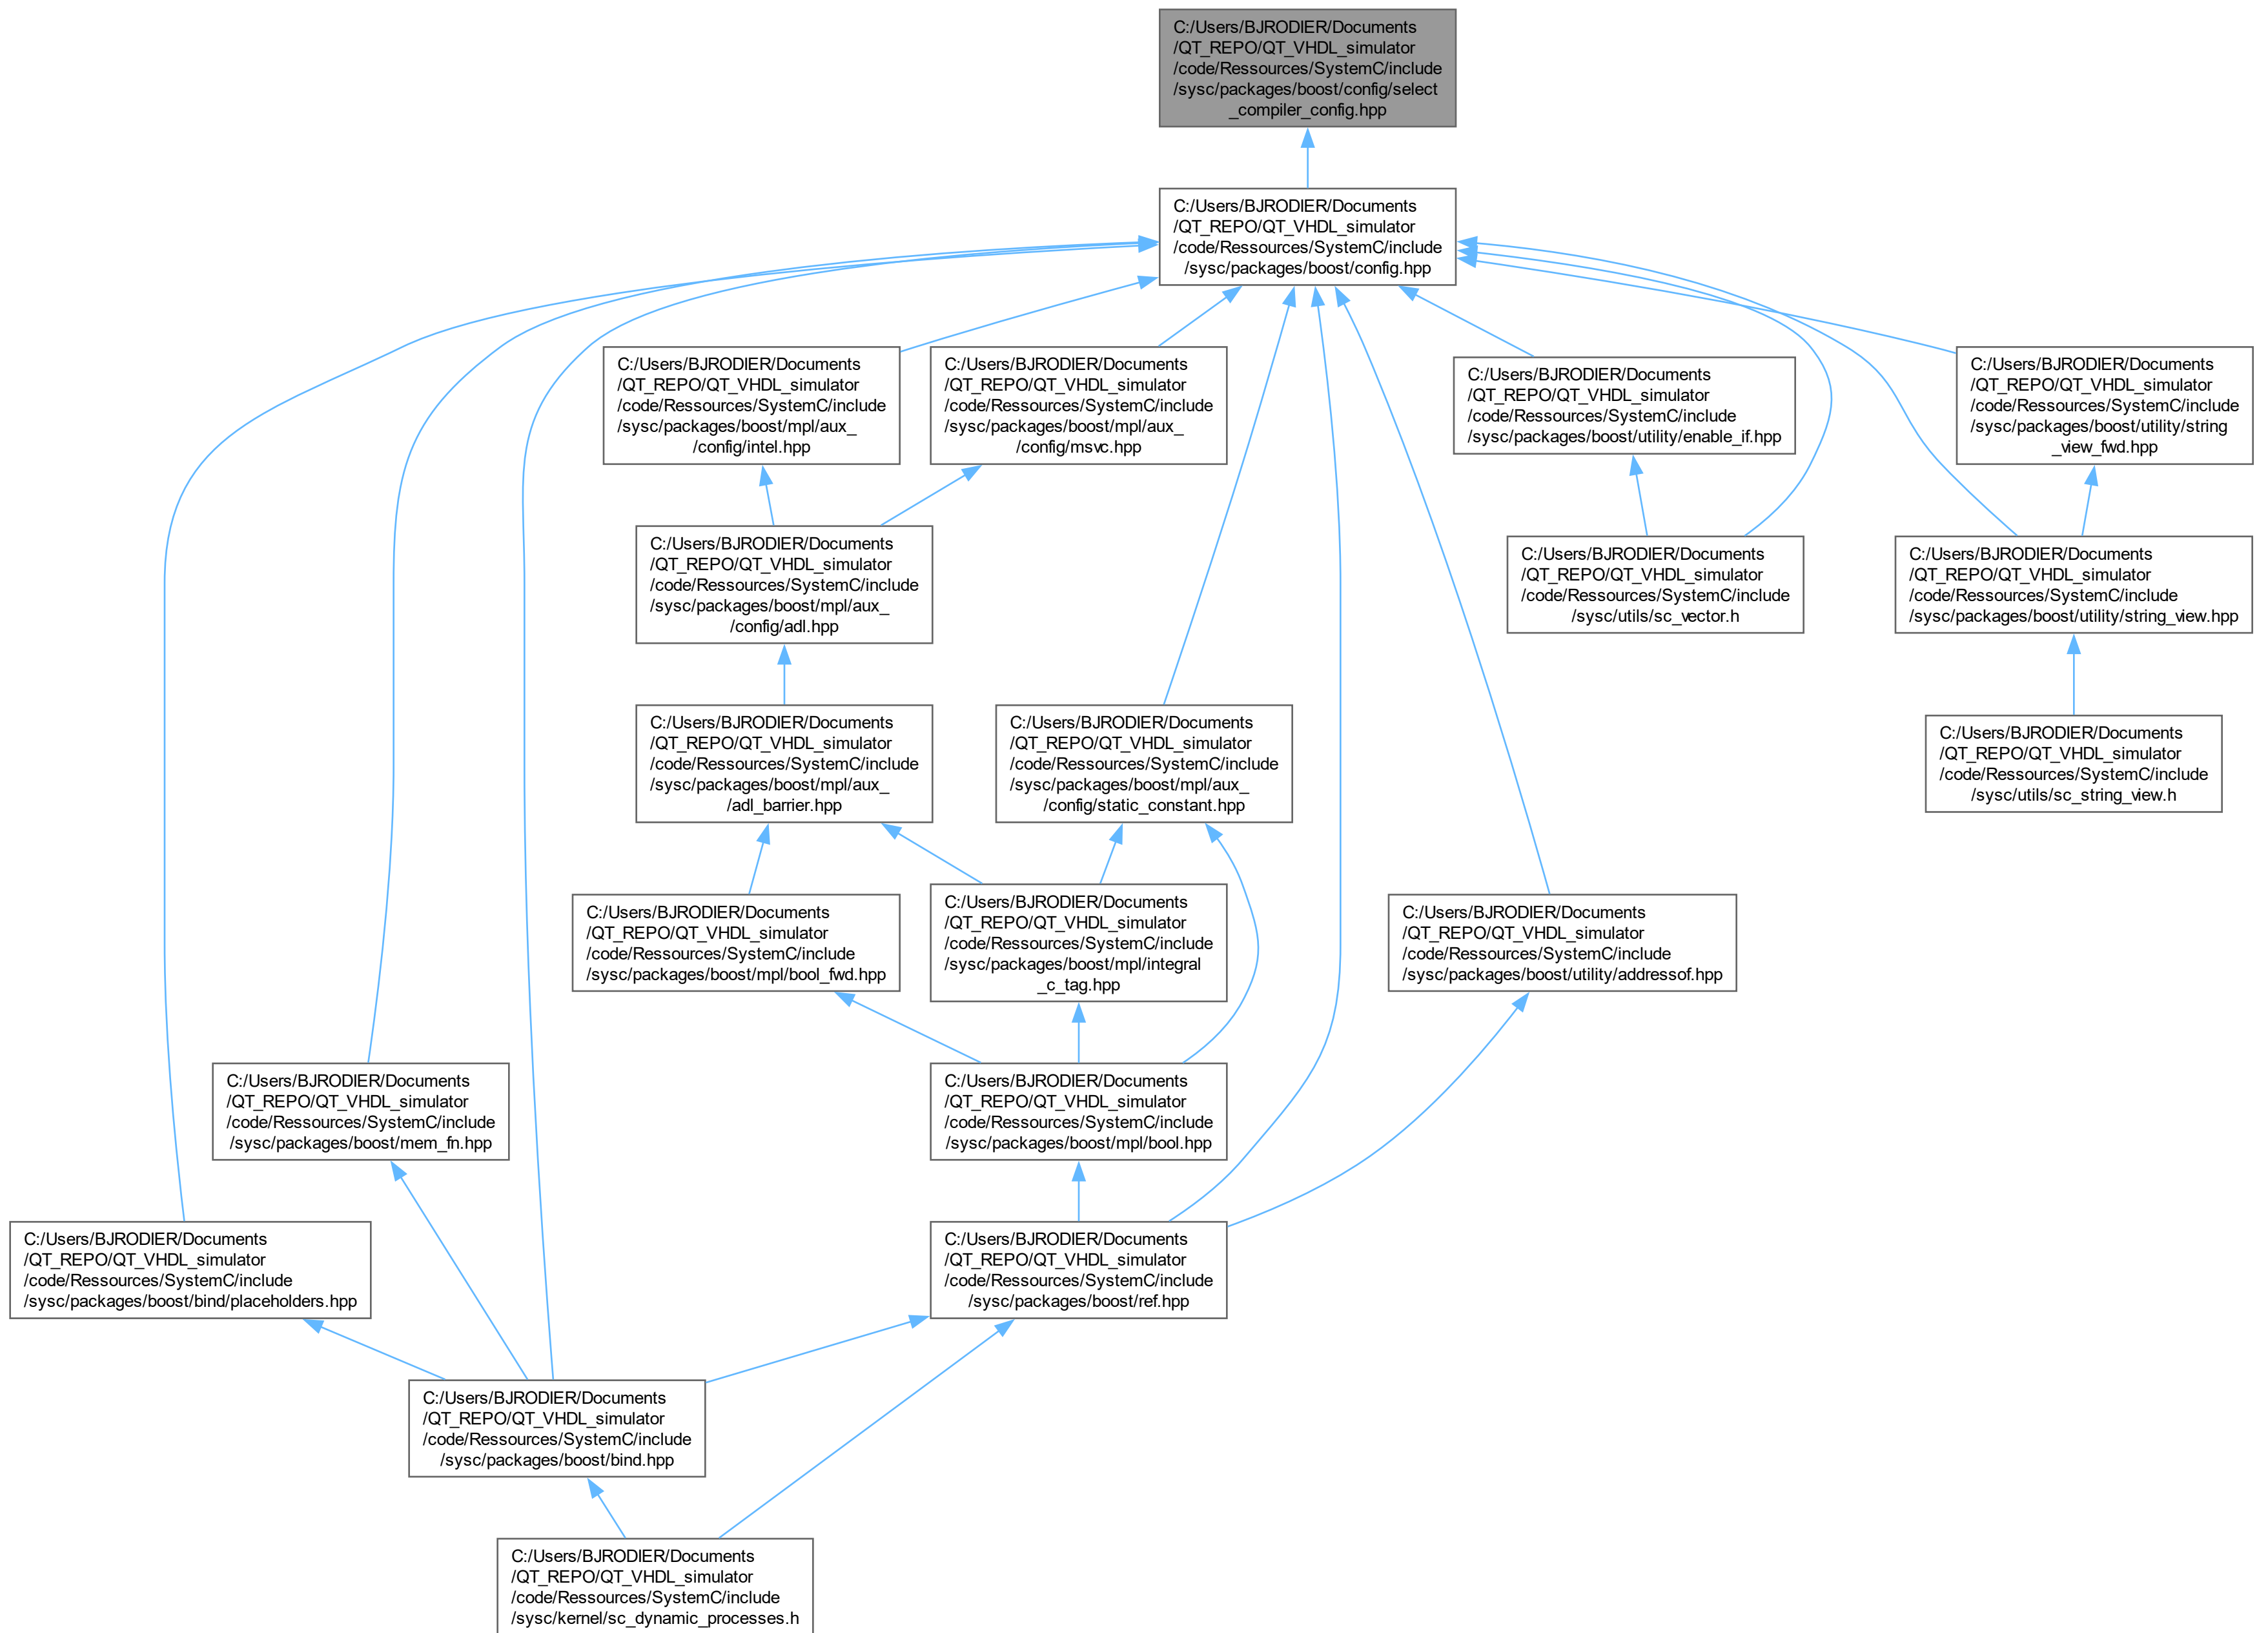 C:/Users/BJRODIER/Documents
/QT_REPO/QT_VHDL_simulator
/code/Ressources/SystemC/include
/sysc/packages/boost/config/select
_compiler_config.hpp
C:/Users/BJRODIER/Documents
/QT_REPO/QT_VHDL_simulator
/code/Ressources/SystemC/include
/sysc/packages/boost/config.hpp
C:/Users/BJRODIER/Documents
/QT_REPO/QT_VHDL_simulator
/code/Ressources/SystemC/include
/sysc/packages/boost/mpl/aux_
/config/intel.hpp
C:/Users/BJRODIER/Documents
/QT_REPO/QT_VHDL_simulator
/code/Ressources/SystemC/include
/sysc/packages/boost/mpl/aux_
/config/msvc.hpp
C:/Users/BJRODIER/Documents
/QT_REPO/QT_VHDL_simulator
/code/Ressources/SystemC/include
/sysc/packages/boost/utility/enable_if.hpp
C:/Users/BJRODIER/Documents
/QT_REPO/QT_VHDL_simulator
/code/Ressources/SystemC/include
/sysc/packages/boost/utility/string
_view_fwd.hpp
C:/Users/BJRODIER/Documents
/QT_REPO/QT_VHDL_simulator
/code/Ressources/SystemC/include
/sysc/packages/boost/mpl/aux_
/config/adl.hpp
C:/Users/BJRODIER/Documents
/QT_REPO/QT_VHDL_simulator
/code/Ressources/SystemC/include
/sysc/utils/sc_vector.h
C:/Users/BJRODIER/Documents
/QT_REPO/QT_VHDL_simulator
/code/Ressources/SystemC/include
/sysc/packages/boost/utility/string_view.hpp
C:/Users/BJRODIER/Documents
/QT_REPO/QT_VHDL_simulator
/code/Ressources/SystemC/include
/sysc/packages/boost/mpl/aux_
/adl_barrier.hpp
C:/Users/BJRODIER/Documents
/QT_REPO/QT_VHDL_simulator
/code/Ressources/SystemC/include
/sysc/packages/boost/mpl/aux_
/config/static_constant.hpp
C:/Users/BJRODIER/Documents
/QT_REPO/QT_VHDL_simulator
/code/Ressources/SystemC/include
/sysc/utils/sc_string_view.h
C:/Users/BJRODIER/Documents
/QT_REPO/QT_VHDL_simulator
/code/Ressources/SystemC/include
/sysc/packages/boost/mpl/bool_fwd.hpp
C:/Users/BJRODIER/Documents
/QT_REPO/QT_VHDL_simulator
/code/Ressources/SystemC/include
/sysc/packages/boost/mpl/integral
_c_tag.hpp
C:/Users/BJRODIER/Documents
/QT_REPO/QT_VHDL_simulator
/code/Ressources/SystemC/include
/sysc/packages/boost/utility/addressof.hpp
C:/Users/BJRODIER/Documents
/QT_REPO/QT_VHDL_simulator
/code/Ressources/SystemC/include
/sysc/packages/boost/mem_fn.hpp
C:/Users/BJRODIER/Documents
/QT_REPO/QT_VHDL_simulator
/code/Ressources/SystemC/include
/sysc/packages/boost/mpl/bool.hpp
C:/Users/BJRODIER/Documents
/QT_REPO/QT_VHDL_simulator
/code/Ressources/SystemC/include
/sysc/packages/boost/bind/placeholders.hpp
C:/Users/BJRODIER/Documents
/QT_REPO/QT_VHDL_simulator
/code/Ressources/SystemC/include
/sysc/packages/boost/ref.hpp
C:/Users/BJRODIER/Documents
/QT_REPO/QT_VHDL_simulator
/code/Ressources/SystemC/include
/sysc/packages/boost/bind.hpp
C:/Users/BJRODIER/Documents
/QT_REPO/QT_VHDL_simulator
/code/Ressources/SystemC/include
/sysc/kernel/sc_dynamic_processes.h